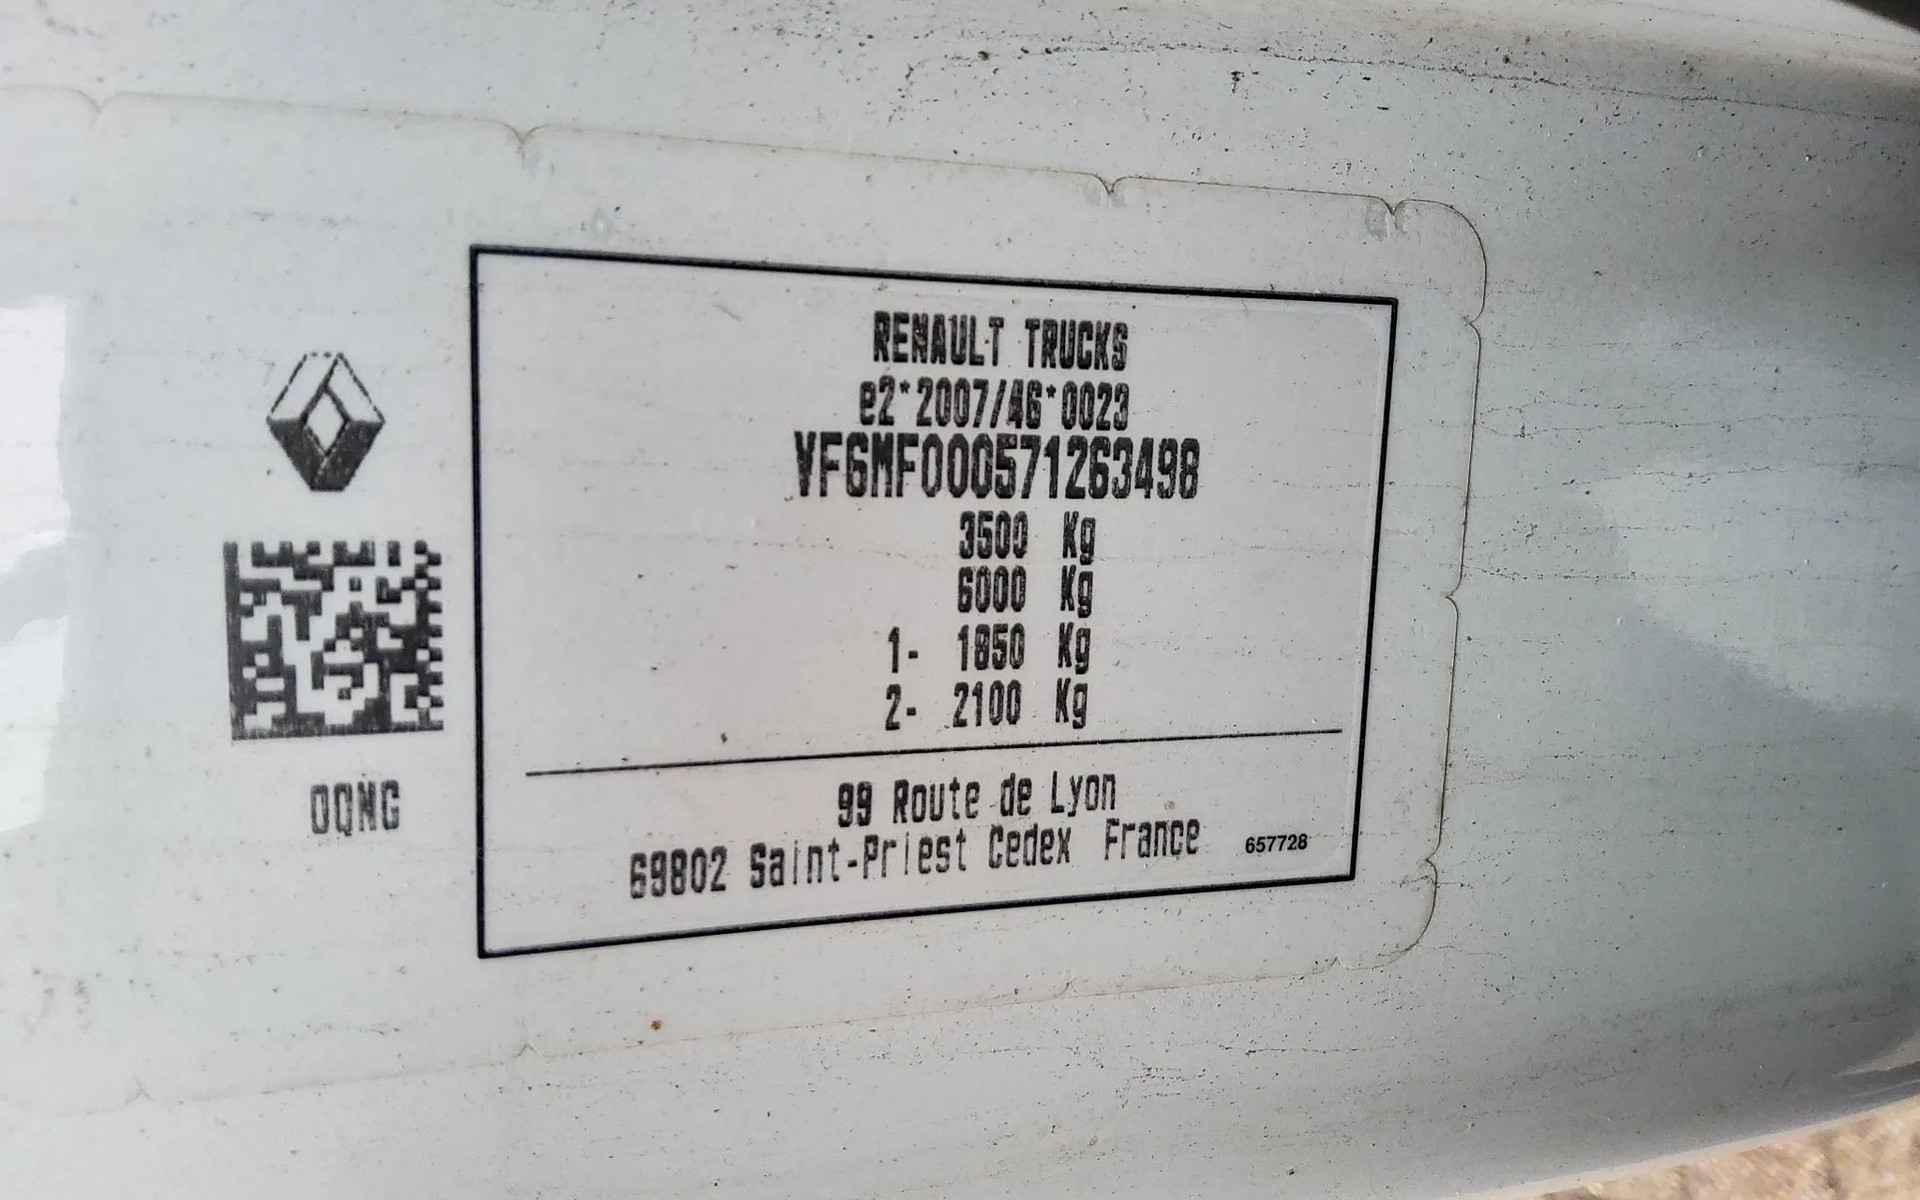 RENAULT TRUCKS
e2*2007/46*0023
VF6MF000571263498
3500 Kg
6000 Kg
1- 1850 Kg
2- 2100 Kg
99 Route de Lyon
69802 Saint-Priest Cedex France 657728
OQNG